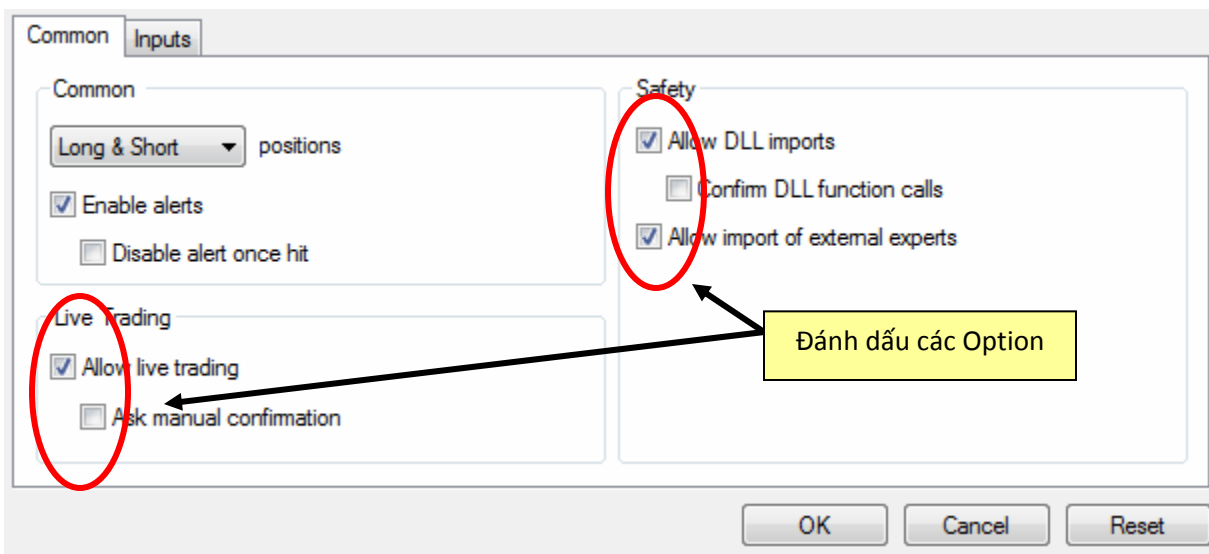 Common Inputs
Common
Long & Short positions
Enable alerts
Disable alert once hit
Live Trading
Allow live trading
Ask manual confirmation
Safety
Allow DLL imports
Confirm DLL function calls
Allow import of external experts
Đánh dấu các Option
OK Cancel Reset